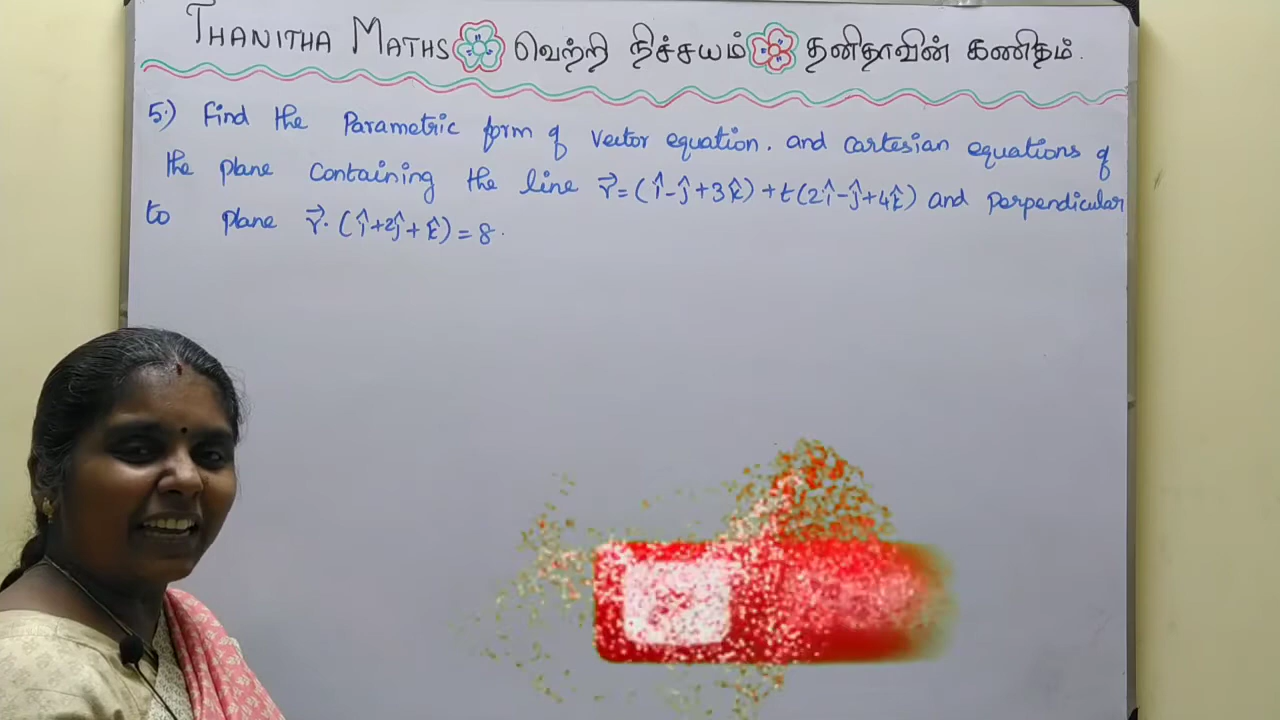 THANITHA MATHS வெற்றி நிச்சயம் தனிதாவின் கணிதம்.
5.) Find the Parametric form of vector equation. and cartesian equations of
the plane containing the line r⃗=(î-ĵ+3k̂)+t(2î-ĵ+4k̂) and perpendicular
to plane r⃗.(î+2ĵ+k̂)=8.